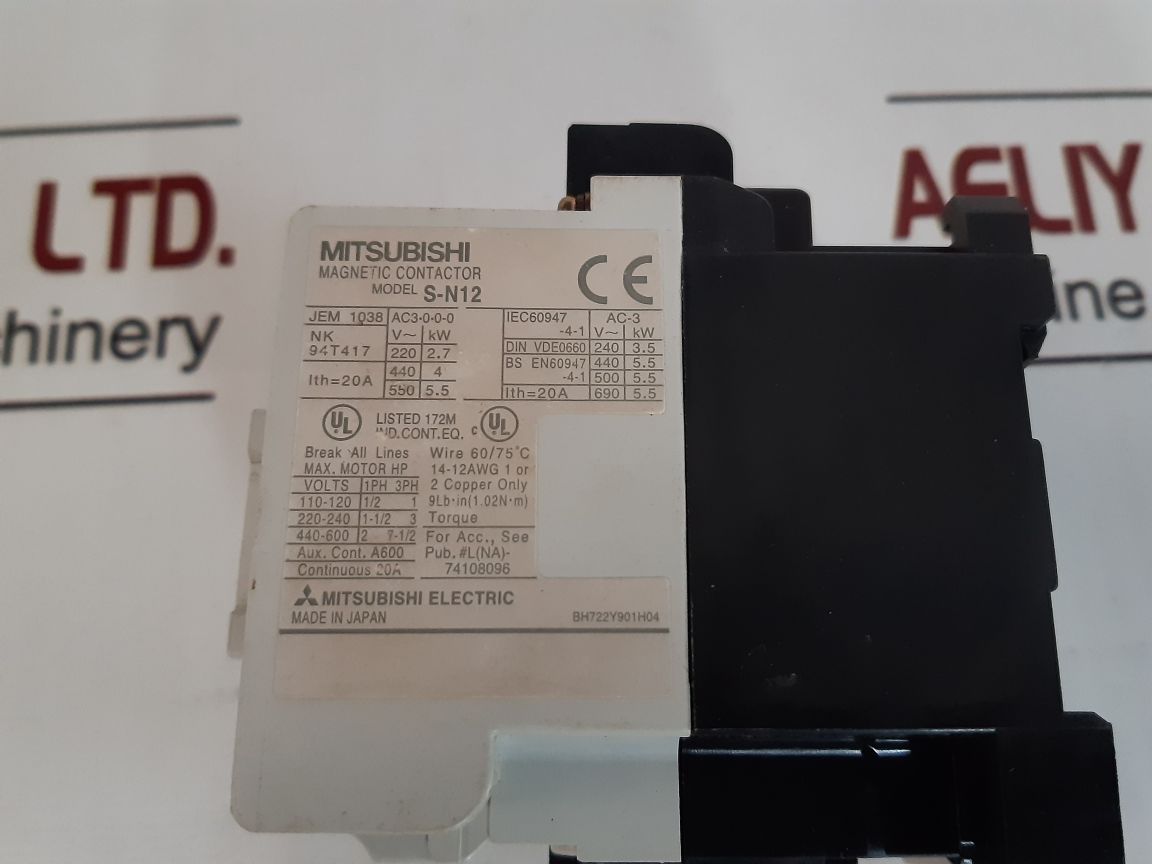 LTD.
hinery
AELIY
ine
MITSUBISHI
MAGNETIC CONTACTOR
MODEL S-N12
CE
JEM 1038 AC3-0-0-0
NK V~ kW
94T417 220 2.7
Ith=20A 440 4
550 5.5
IEC60947 -4-1 AC-3
V~ kW
DIN VDE0660 240 3.5
BS EN60947 440 5.5
-4-1 500 5.5
Ith=20A 690 5.5
UL LISTED 172M c UL
IND.CONT.EQ.
Break All Lines
MAX. MOTOR HP
VOLTS 1PH 3PH
110-120 1/2 1
220-240 1-1/2 3
440-600 2 7-1/2
Aux. Cont. A600
Continuous 20A
Wire 60/75°C
14-12AWG 1 or
2 Copper Only
9Lb·in(1.02N·m)
Torque
For Acc., See
Pub. #L(NA)-
74108096
MITSUBISHI ELECTRIC
MADE IN JAPAN BH722Y901H04